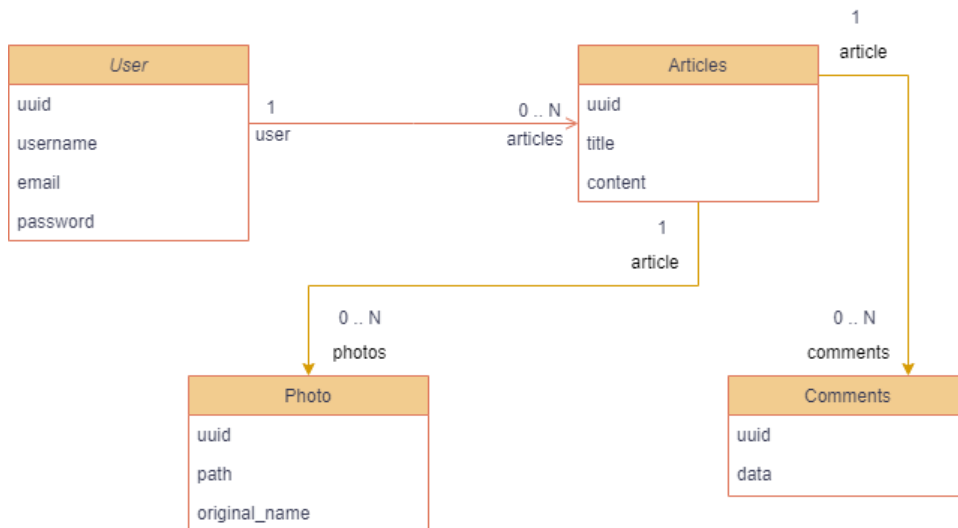 1
article
User
uuid
username
email
password
1
user
0 .. N
articles
Articles
uuid
title
content
1
article
0 .. N
photos
0 .. N
comments
Photo
uuid
path
original_name
Comments
uuid
data